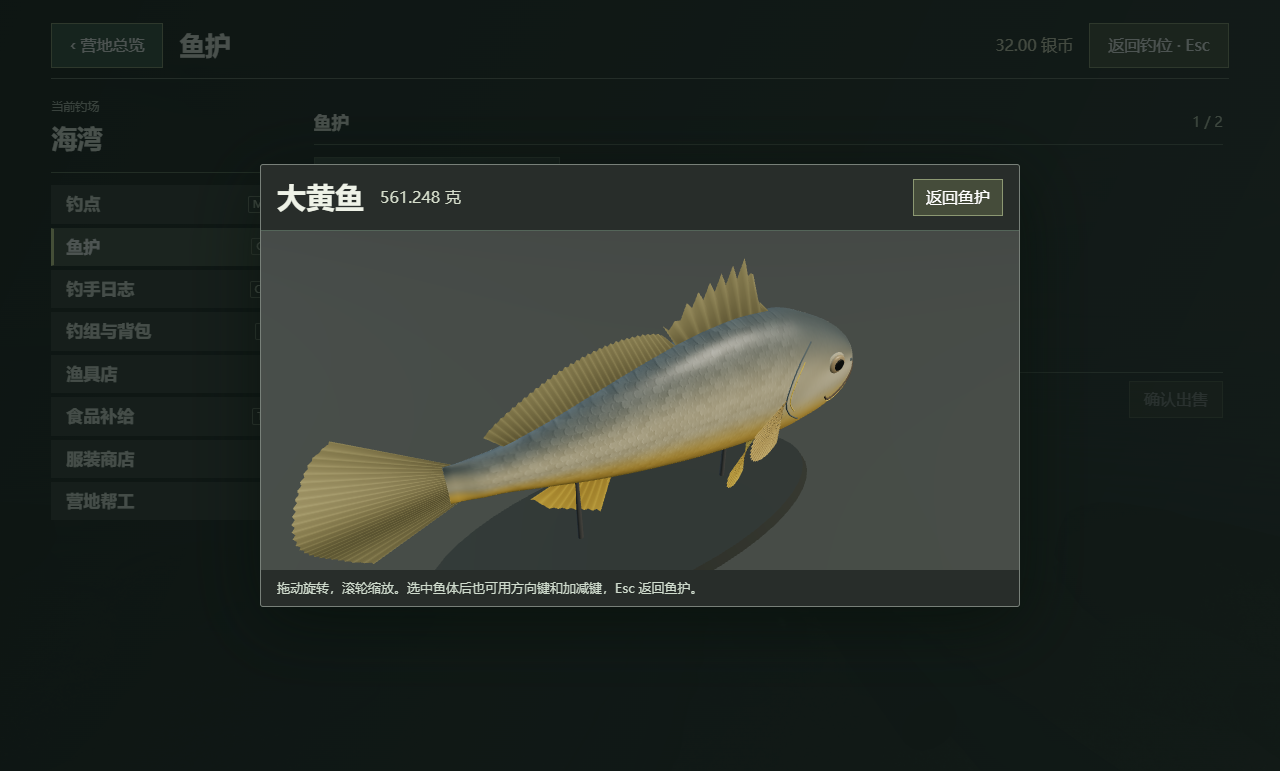 ‹ 营地总览
鱼护
32.00 银币
返回钓位 · Esc
当前钓场
海湾
鱼护
1 / 2
钓点
鱼护
钓手日志
钓组与背包
渔具店
食品补给
服装商店
营地帮工
大黄鱼
561.248 克
返回鱼护
确认出售
拖动旋转，滚轮缩放。选中鱼体后也可用方向键和加减键，Esc 返回鱼护。